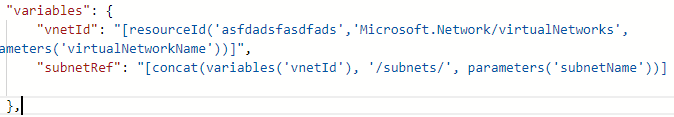 "variables": {
"vnetId": "[resourceId('asfdadsfasdfads','Microsoft.Network/virtualNetworks',
ameters('virtualNetworkName'))]",
"subnetRef": "[concat(variables('vnetId'), '/subnets/', parameters('subnetName'))]
},